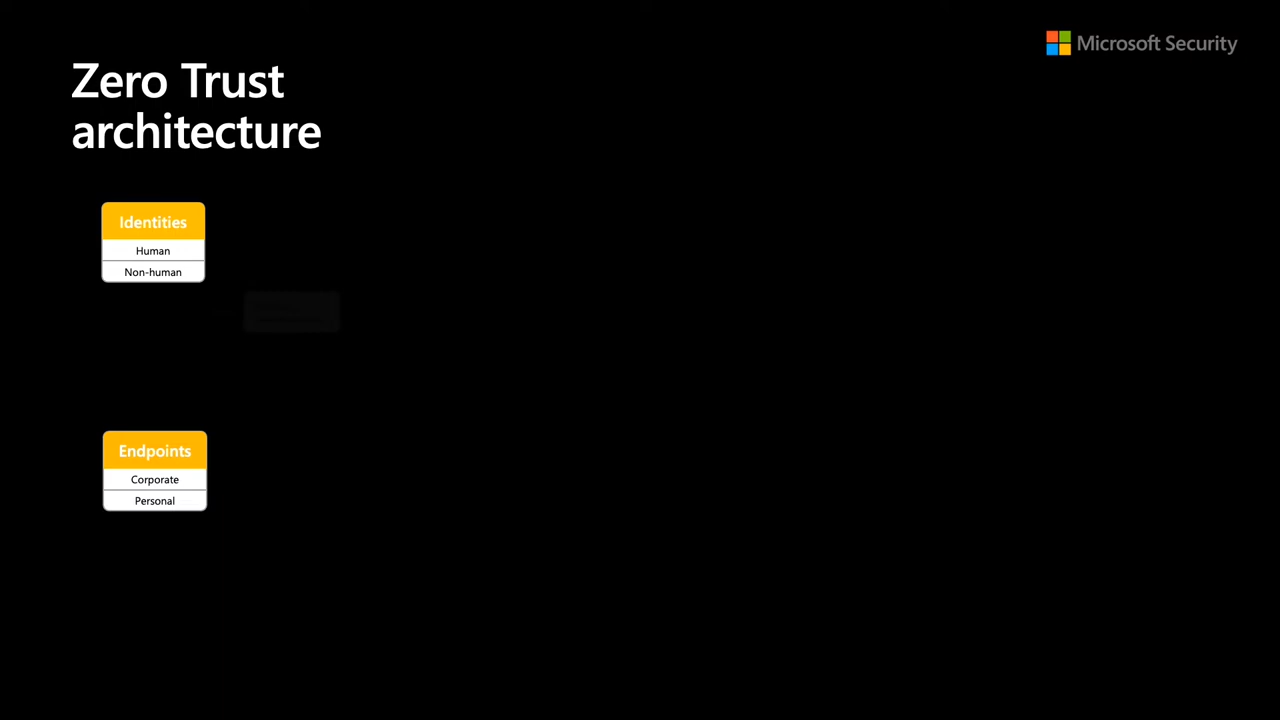 Microsoft Security
Zero Trust
architecture
Identities
Human
Non-human
Endpoints
Corporate
Personal